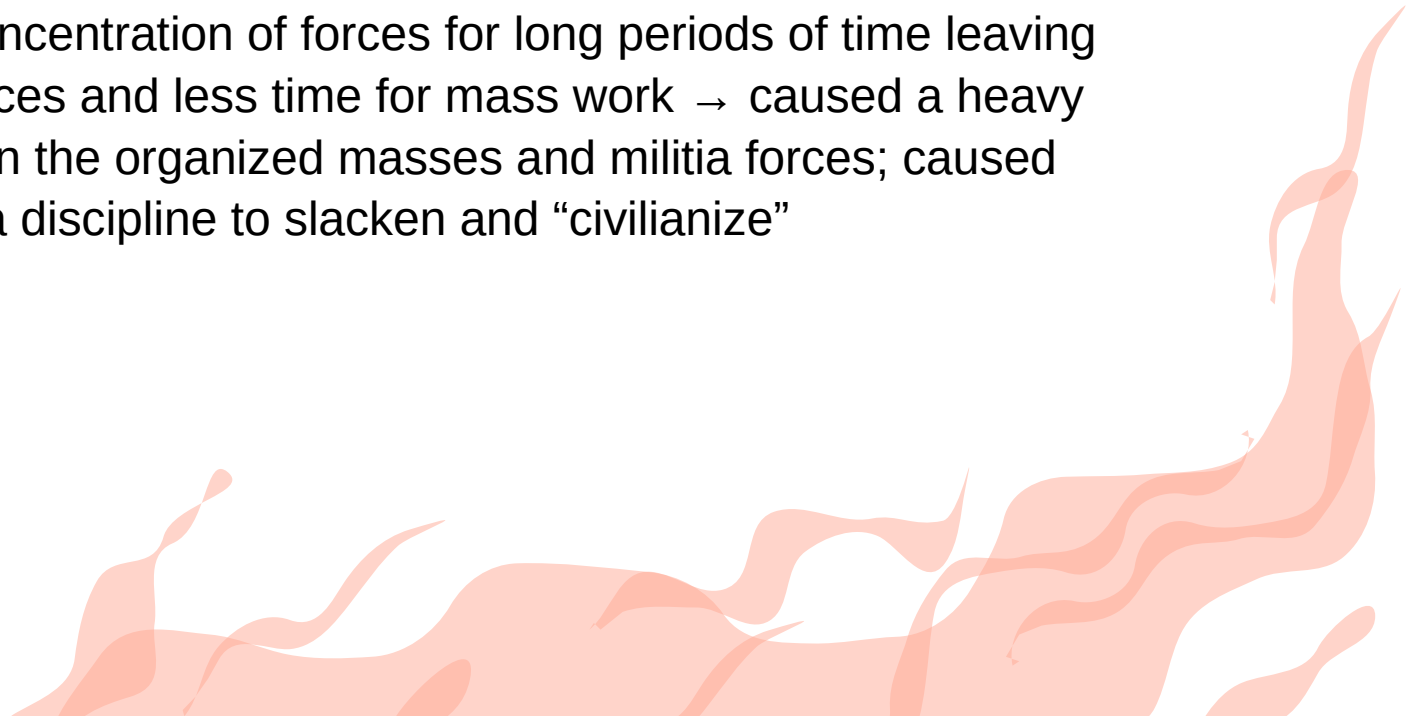 ncentration of forces for long periods of time leaving
ces and less time for mass work → caused a heavy
n the organized masses and militia forces; caused
a discipline to slacken and “civilianize”